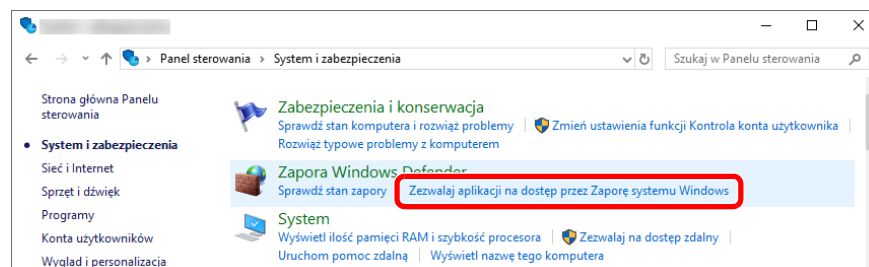 Panel sterowania > System i zabezpieczenia
Szukaj w Panelu sterowania
Strona główna Panelu
sterowania
System i zabezpieczenia
Sieć i Internet
Sprzęt i dźwięk
Programy
Konta użytkowników
Wygląd i personalizacja
Zabezpieczenia i konserwacja
Sprawdź stan komputera i rozwiąż problemy
Zmień ustawienia funkcji Kontrola konta użytkownika
Rozwiąż typowe problemy z komputerem
Zapora Windows Defender
Sprawdź stan zapory
Zezwalaj aplikacji na dostęp przez Zaporę systemu Windows
System
Wyświetl ilość pamięci RAM i szybkość procesora
Zezwalaj na dostęp zdalny
Uruchom pomoc zdalną
Wyświetl nazwę tego komputera